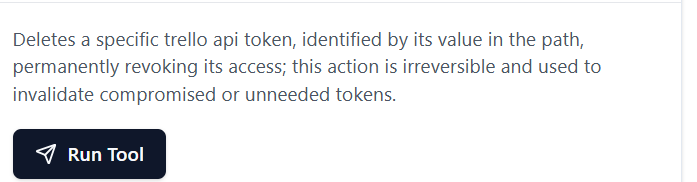 Deletes a specific trello api token, identified by its value in the path,
permanently revoking its access; this action is irreversible and used to
invalidate compromised or unneeded tokens.
Run Tool